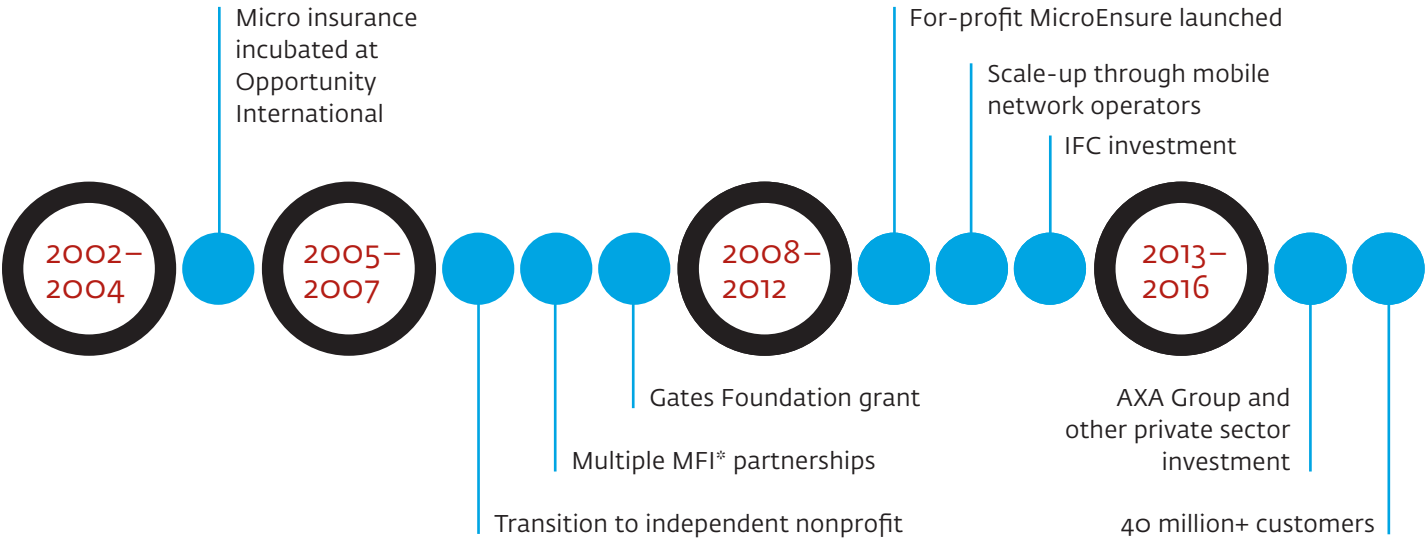 Micro insurance
incubated at
Opportunity
International
For-profit MicroEnsure launched
Scale-up through mobile
network operators
IFC investment
2002–
2004
2005–
2007
2008–
2012
2013–
2016
Gates Foundation grant
Multiple MFI* partnerships
Transition to independent nonprofit
AXA Group and
other private sector
investment
40 million+ customers